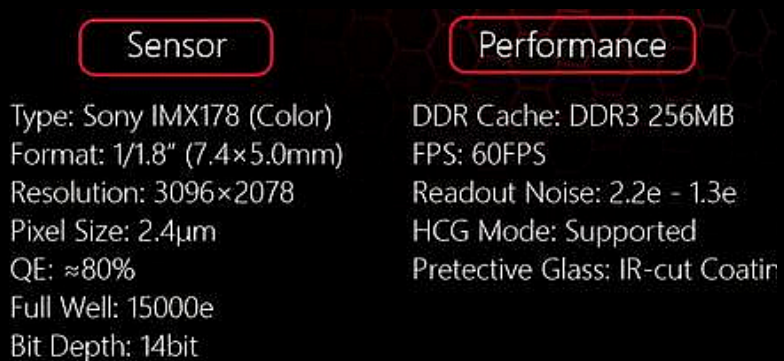 Sensor
Type: Sony IMX178 (Color)
Format: 1/1.8" (7.4×5.0mm)
Resolution: 3096×2078
Pixel Size: 2.4μm
QE: ≈80%
Full Well: 15000e
Bit Depth: 14bit
Performance
DDR Cache: DDR3 256MB
FPS: 60FPS
Readout Noise: 2.2e - 1.3e
HCG Mode: Supported
Pretective Glass: IR-cut Coatin